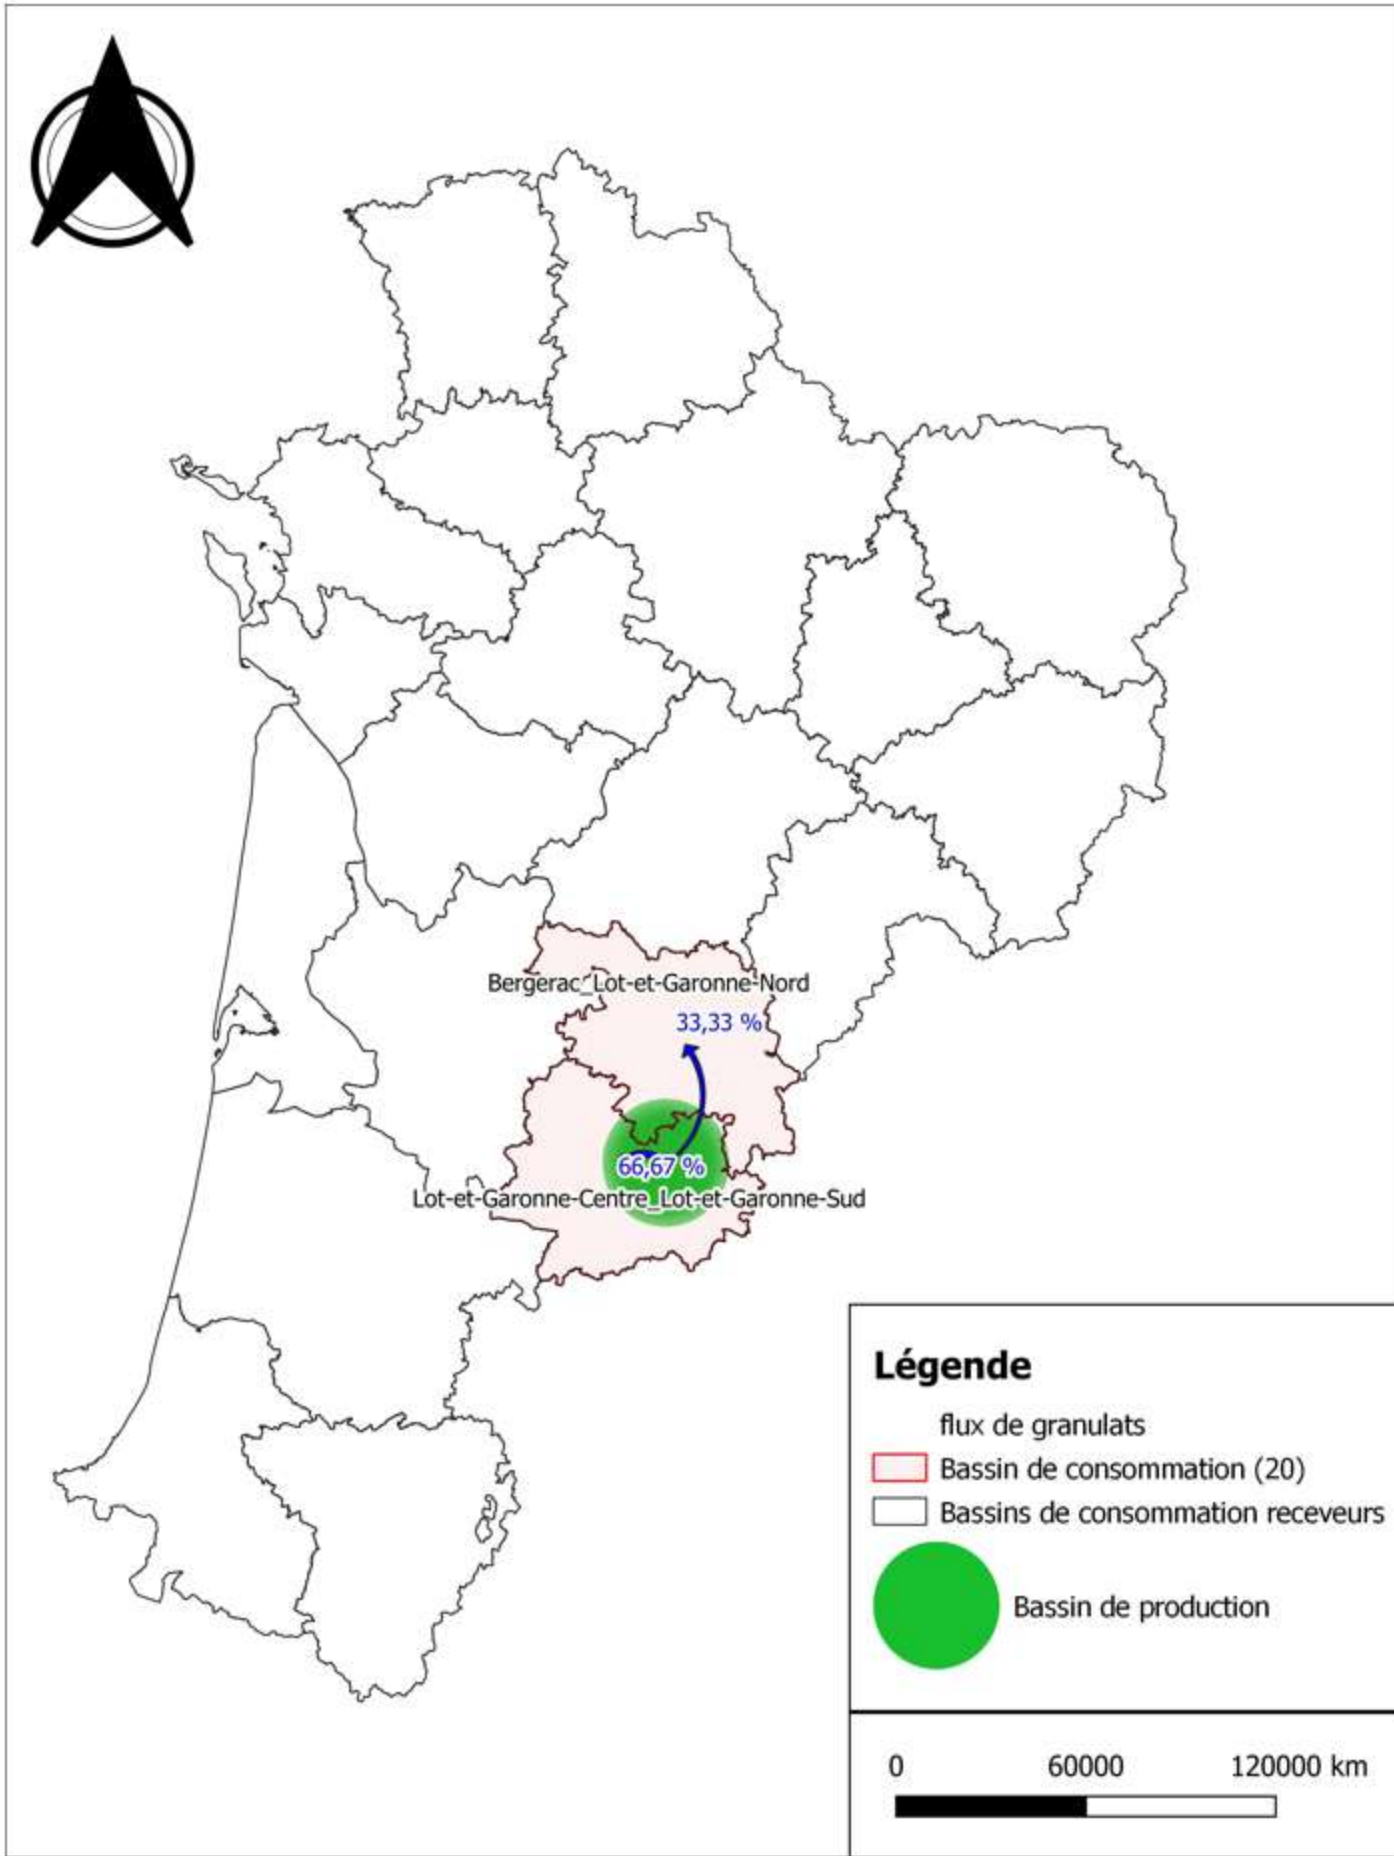 Bergerac_Lot-et-Garonne-Nord
33,33 %
66,67 %
Lot-et-Garonne-Centre_Lot-et-Garonne-Sud
Légende
flux de granulats
Bassin de consommation (20)
Bassins de consommation receveurs
Bassin de production
0 60000 120000 km